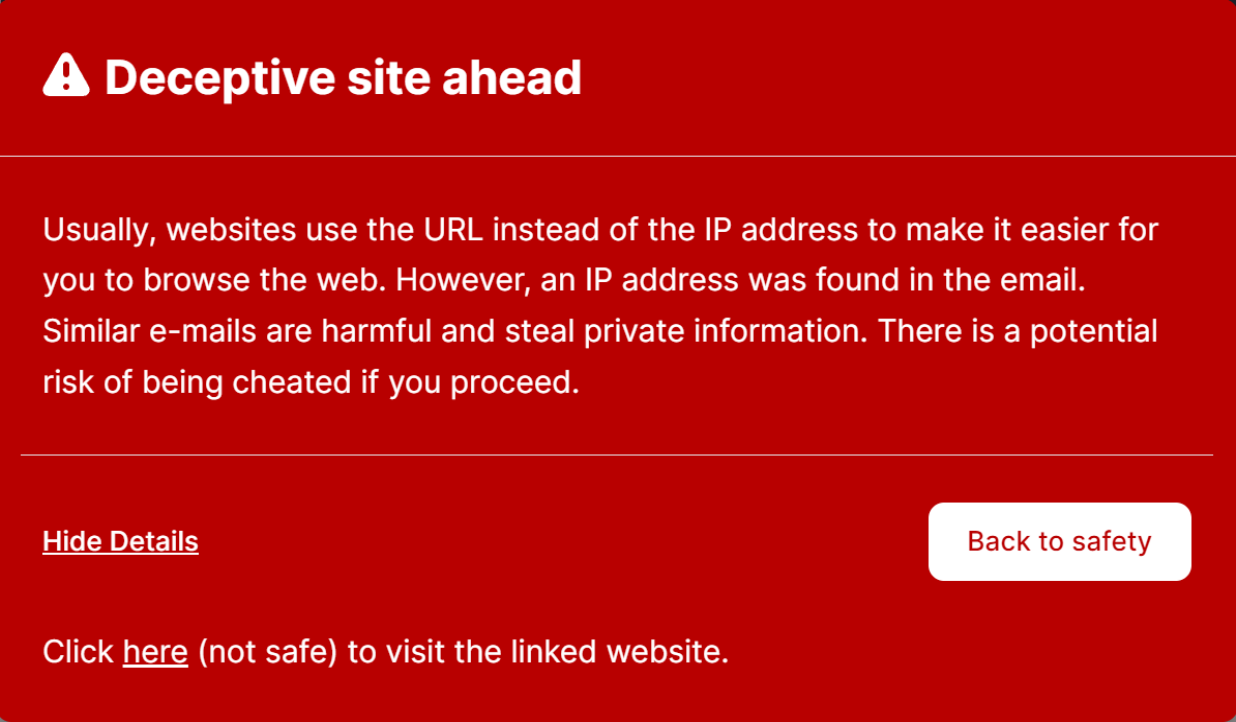 Deceptive site ahead
Usually, websites use the URL instead of the IP address to make it easier for
you to browse the web. However, an IP address was found in the email.
Similar e-mails are harmful and steal private information. There is a potential
risk of being cheated if you proceed.
Hide Details
Back to safety
Click here (not safe) to visit the linked website.